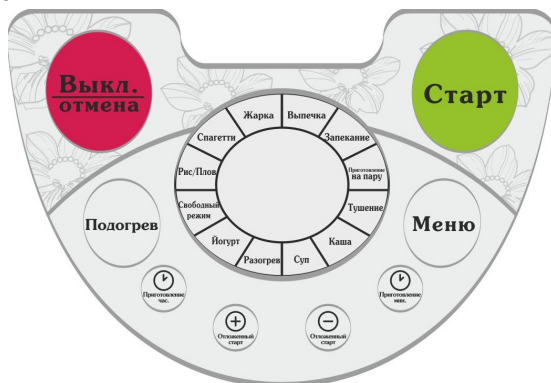 Выкл.
отмена
Старт
Жарка
Выпечка
Спагетти
Запекание
Рис/Плов
Приготовление
на пару
Свободный
режим
Тушение
Йогурт
Каша
Разогрев
Суп
Подогрев
Меню
Приготовление
час.
Приготовление
мин.
Отложенный
старт
Отложенный
старт